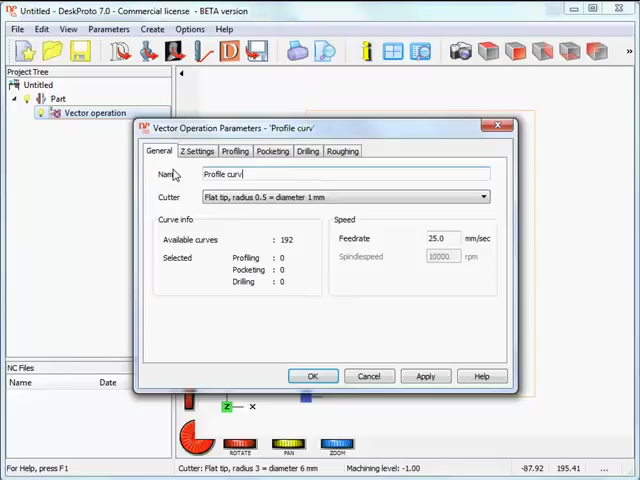 Untitled - DeskProto 7.0 - Commercial license - BETA version
File Edit View Parameters Create Options Help
Project Tree
Untitled
Part
Vector operation
Vector Operation Parameters - 'Profile curv'
General Z Settings Profiling Pocketing Drilling Roughing
Name Profile curv
Cutter Flat tip, radius 0.5 = diameter 1 mm
Curve info Speed
Available curves : 192 Feedrate 25.0 mm/sec
Selected Profiling : 0 Spindlespeed 10000 rpm
Pocketing : 0
Drilling : 0
OK Cancel Apply Help
NC Files
Name Date
Z X
ROTATE PAN ZOOM
For Help, press F1 Cutter: Flat tip, radius 3 = diameter 6 mm Machining level -1.00 -87.92 195.41 ...